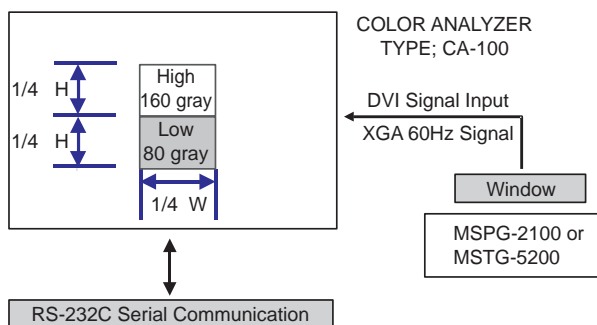 COLOR ANALYZER
TYPE; CA-100
High
160 gray
1/4 H
Low
80 gray
1/4 H
1/4 W
DVI Signal Input
XGA 60Hz Signal
Window
MSPG-2100 or
MSTG-5200
RS-232C Serial Communication